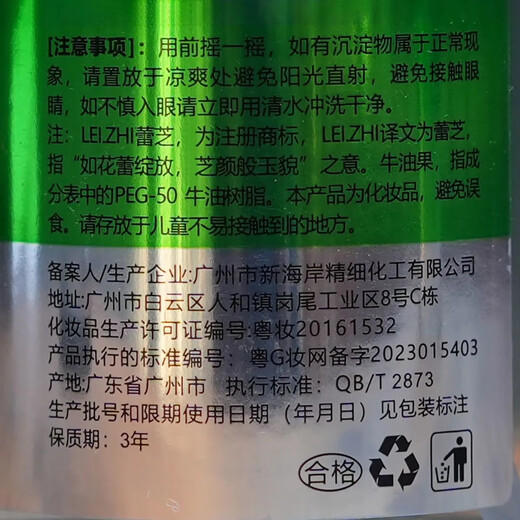 [注意事项]：用前摇一摇，如有沉淀物属于正常现
象，请置放于凉爽处避免阳光直射，避免接触眼
睛，如不慎入眼请立即用清水冲洗干净。
注：LEI.ZHI蕾芝，为注册商标，LEI.ZHI译文为蕾芝，
指“如花蕾绽放，芝颜般玉貌”之意。牛油果，指成
分表中的PEG-50 牛油树脂。本产品为化妆品，避免误
食。请存放于儿童不易接触到的地方。
备案人/生产企业:广州市新海岸精细化工有限公司
地址:广州市白云区人和镇岗尾工业区8号C栋
化妆品生产许可证编号:粤妆20161532
产品执行的标准编号：粤G妆网备字2023015403
产地:广东省广州市 执行标准：QB/T 2873
生产批号和限期使用日期（年月日）见包装标注
保质期：3年
合格